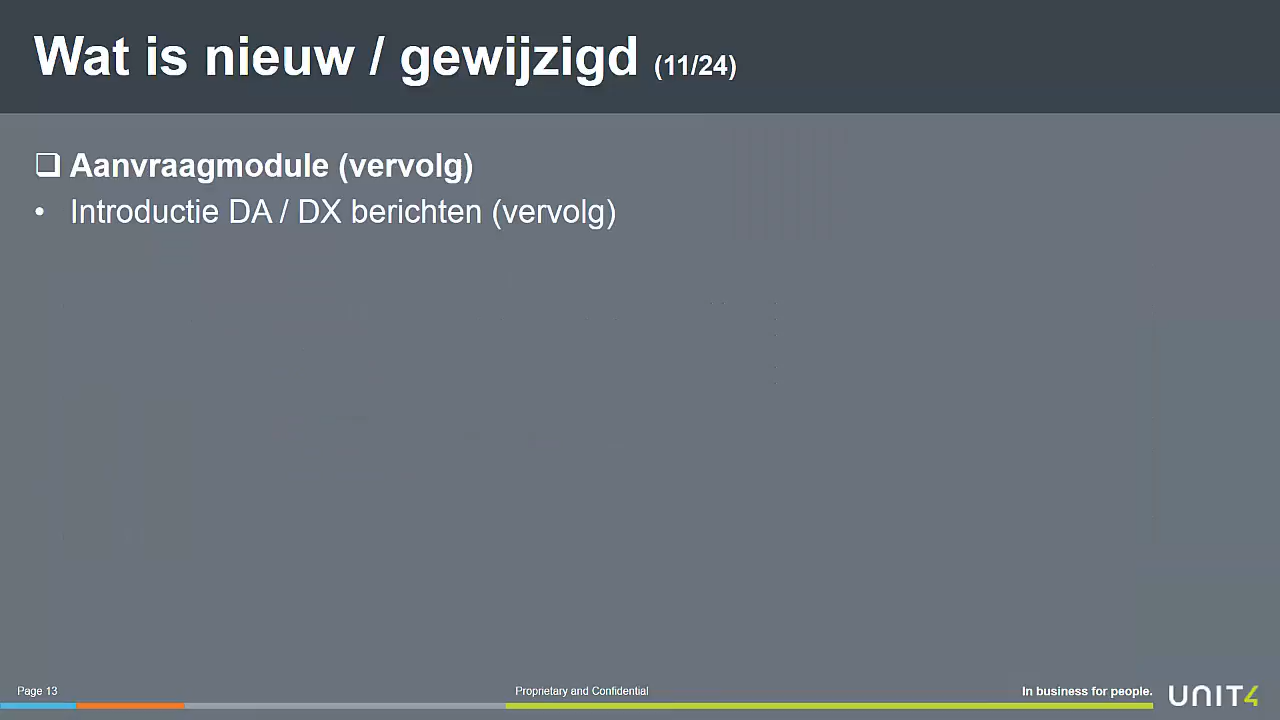 Wat is nieuw / gewijzigd (11/24)
❑ Aanvraagmodule (vervolg)
• Introductie DA / DX berichten (vervolg)
Page 13
Proprietary and Confidential
In business for people.
UNIT4